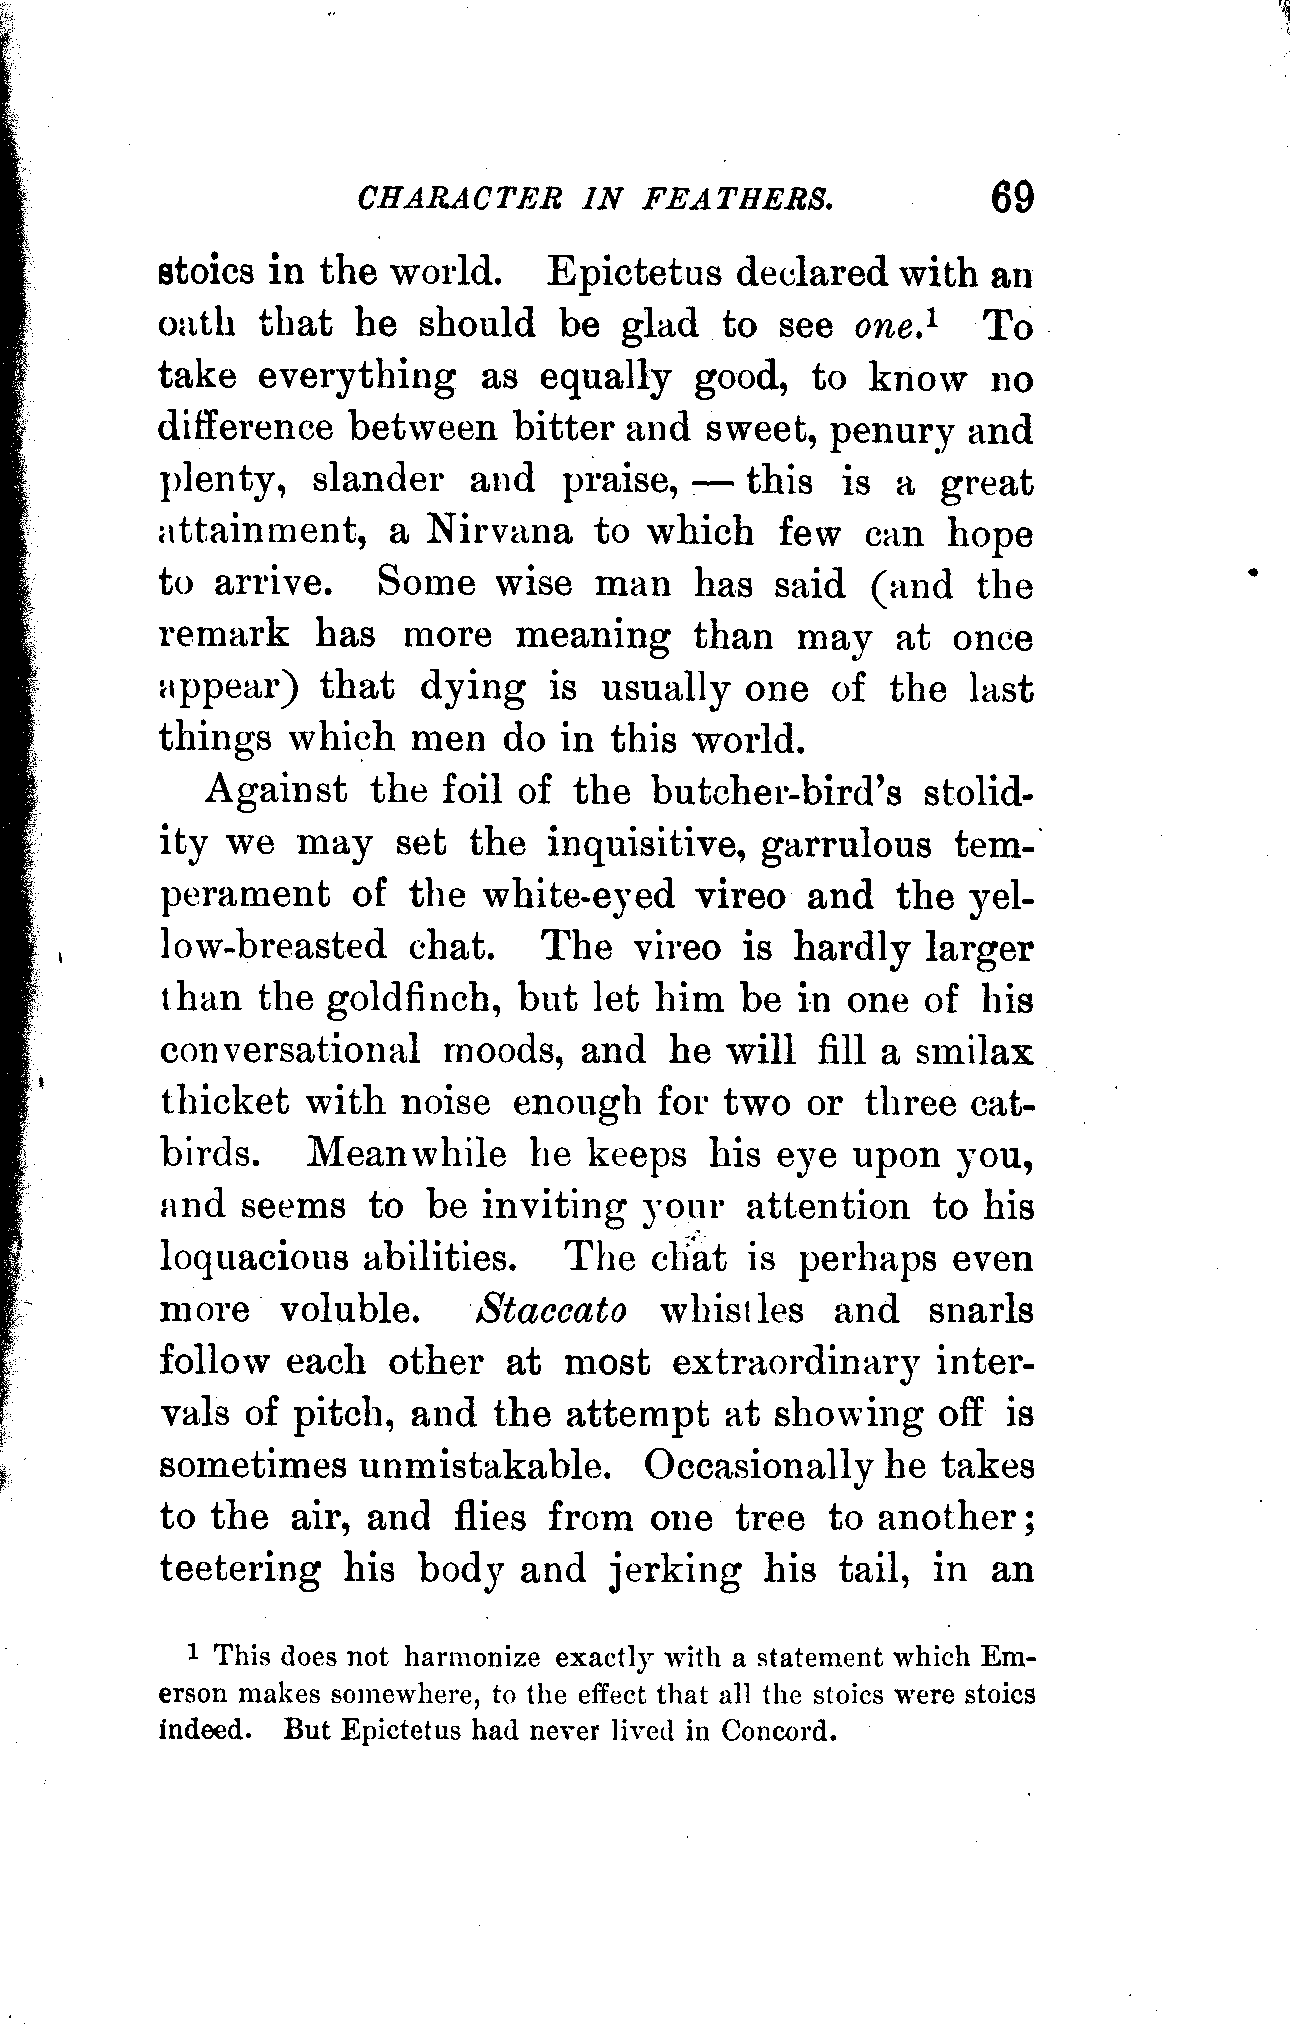 CHARACTER IN FEATHERS. 69
stoics in the world. Epictetus declared with an
oath that he should be glad to see one.¹ To
take everything as equally good, to know no
difference between bitter and sweet, penury and
plenty, slander and praise, — this is a great
attainment, a Nirvana to which few can hope
to arrive. Some wise man has said (and the
remark has more meaning than may at once
appear) that dying is usually one of the last
things which men do in this world.
Against the foil of the butcher-bird's stolid-
ity we may set the inquisitive, garrulous tem-
perament of the white-eyed vireo and the yel-
low-breasted chat. The vireo is hardly larger
than the goldfinch, but let him be in one of his
conversational moods, and he will fill a smilax
thicket with noise enough for two or three cat-
birds. Meanwhile he keeps his eye upon you,
and seems to be inviting your attention to his
loquacious abilities. The chat is perhaps even
more voluble. Staccato whistles and snarls
follow each other at most extraordinary inter-
vals of pitch, and the attempt at showing off is
sometimes unmistakable. Occasionally he takes
to the air, and flies from one tree to another;
teetering his body and jerking his tail, in an
¹ This does not harmonize exactly with a statement which Em-
erson makes somewhere, to the effect that all the stoics were stoics
indeed. But Epictetus had never lived in Concord.